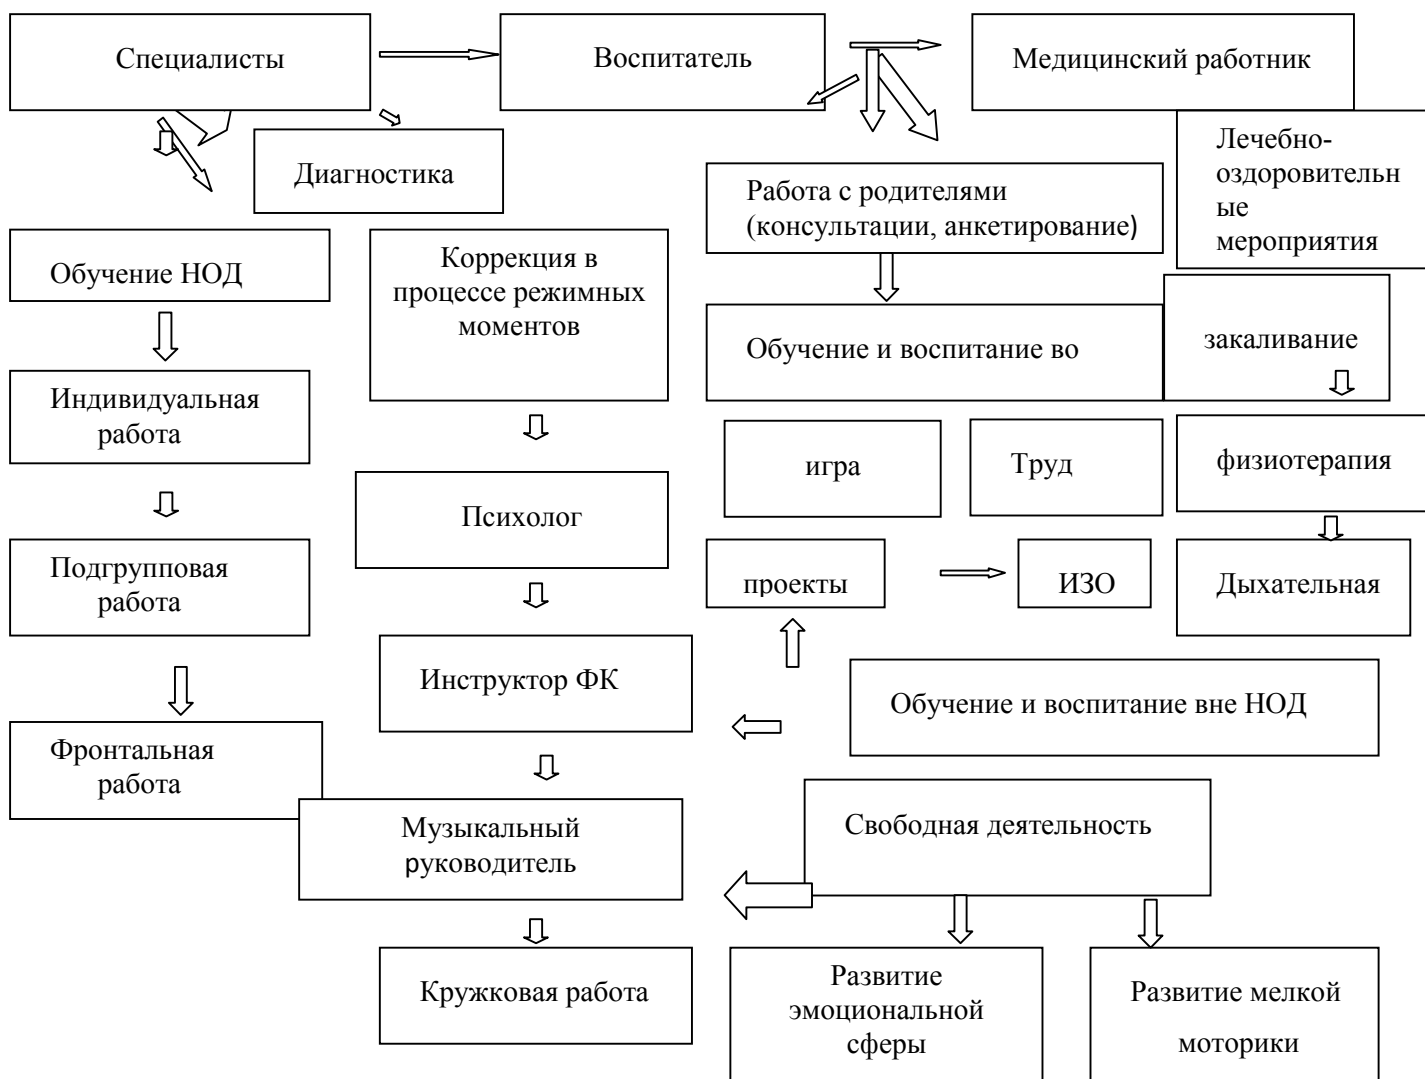 Специалисты
Воспитатель
Медицинский работник
Диагностика
Лечебно-
оздоровительн
ые
мероприятия
Работа с родителями
(консультации, анкетирование)
Обучение НОД
Коррекция в
процессе режимных
моментов
Обучение и воспитание во
закаливание
Индивидуальная
работа
игра
Труд
физиотерапия
Психолог
Подгрупповая
работа
проекты
ИЗО
Дыхательная
Инструктор ФК
Обучение и воспитание вне НОД
Фронтальная
работа
Музыкальный
руководитель
Свободная деятельность
Кружковая работа
Развитие
эмоциональной
сферы
Развитие мелкой
моторики